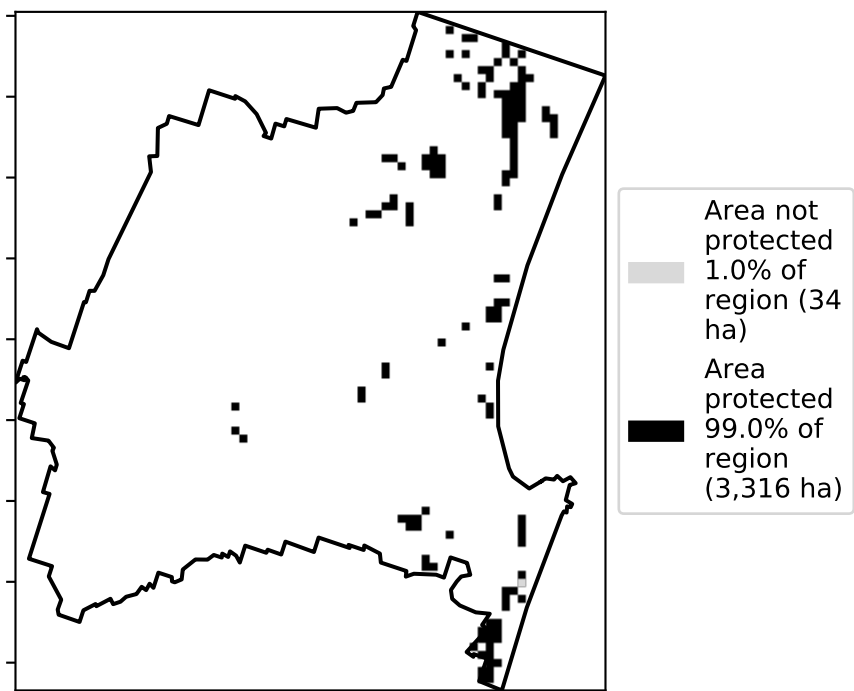 Area not
protected
1.0% of
region (34
ha)
Area
protected
99.0% of
region
(3,316 ha)